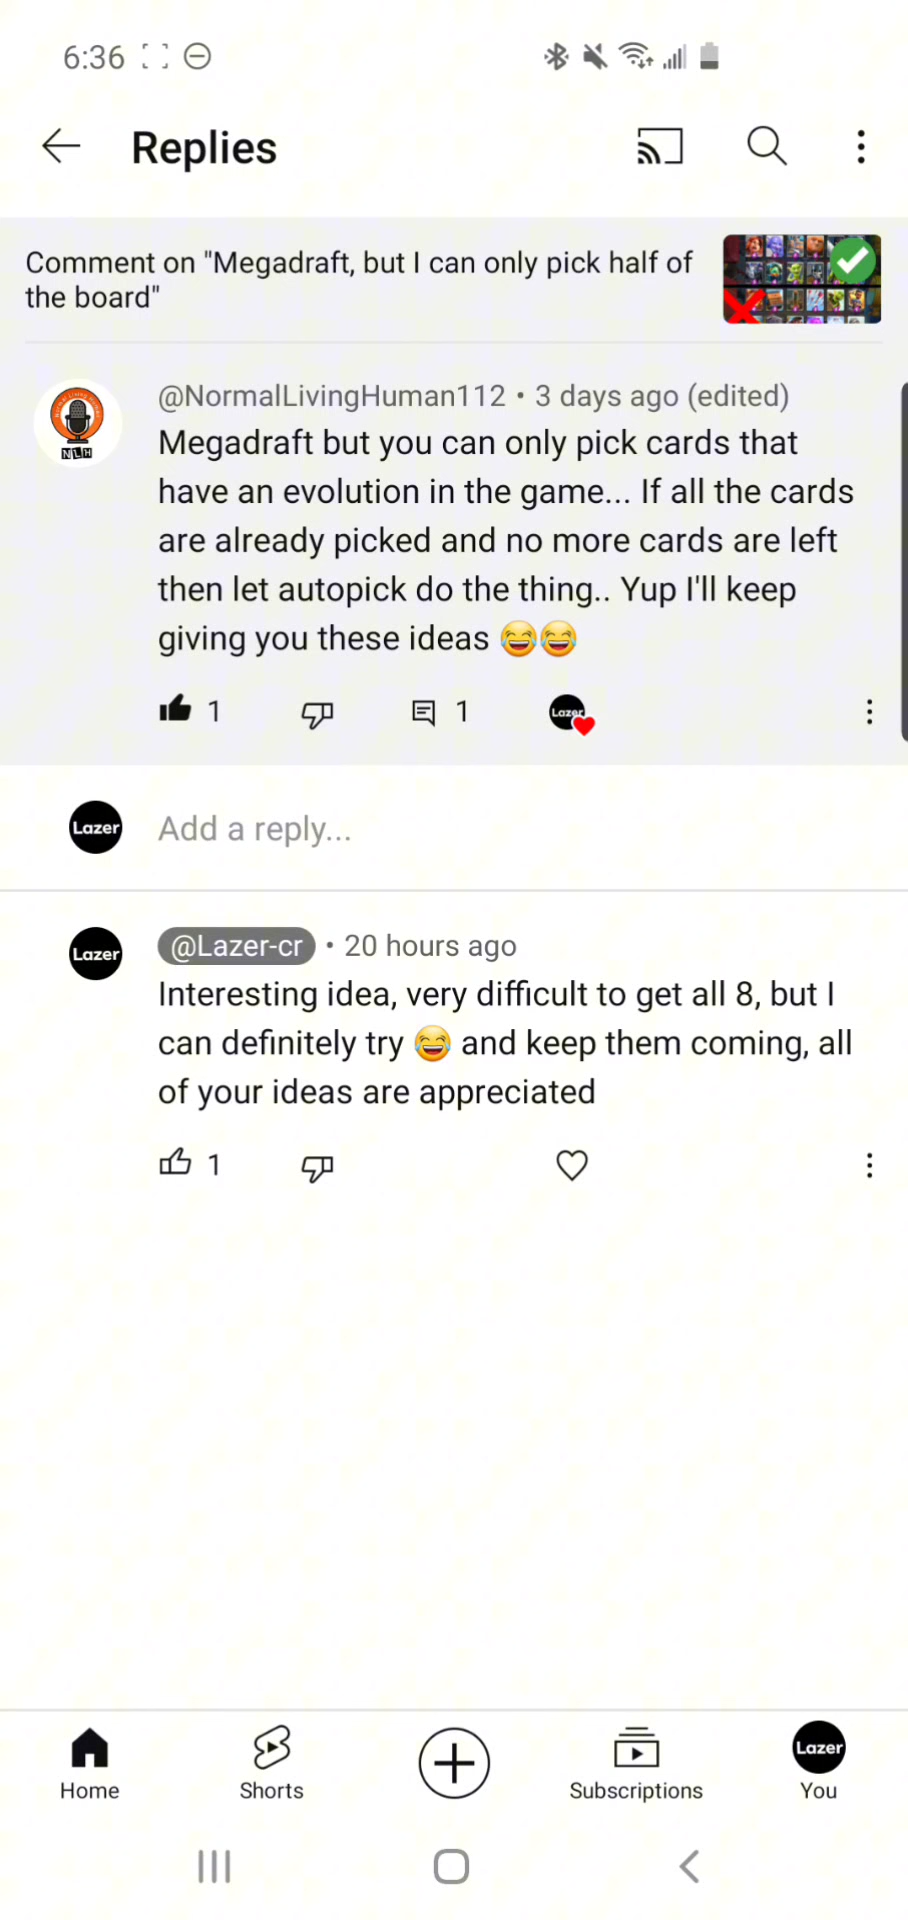 6:36
Replies
Comment on "Megadraft, but I can only pick half of
the board"
@NormalLivingHuman112 • 3 days ago (edited)
Megadraft but you can only pick cards that
have an evolution in the game... If all the cards
are already picked and no more cards are left
then let autopick do the thing.. Yup I'll keep
giving you these ideas 😂😂
NLH
1 1 Lazer
Lazer Add a reply...
Lazer @Lazer-cr • 20 hours ago
Interesting idea, very difficult to get all 8, but I
can definitely try 😂 and keep them coming, all
of your ideas are appreciated
1
Lazer
Home Shorts Subscriptions You